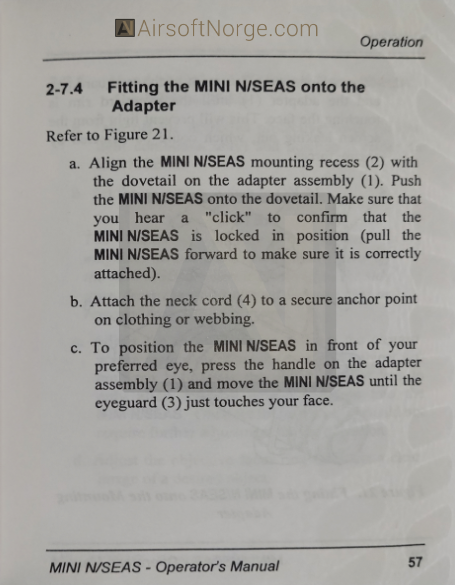 AirsoftNorge.com
Operation
2-7.4 Fitting the MINI N/SEAS onto the
Adapter
Refer to Figure 21.
a. Align the MINI N/SEAS mounting recess (2) with
the dovetail on the adapter assembly (1). Push
the MINI N/SEAS onto the dovetail. Make sure that
you hear a "click" to confirm that the
MINI N/SEAS is locked in position (pull the
MINI N/SEAS forward to make sure it is correctly
attached).
b. Attach the neck cord (4) to a secure anchor point
on clothing or webbing.
c. To position the MINI N/SEAS in front of your
preferred eye, press the handle on the adapter
assembly (1) and move the MINI N/SEAS until the
eyeguard (3) just touches your face.
MINI N/SEAS - Operator's Manual
57